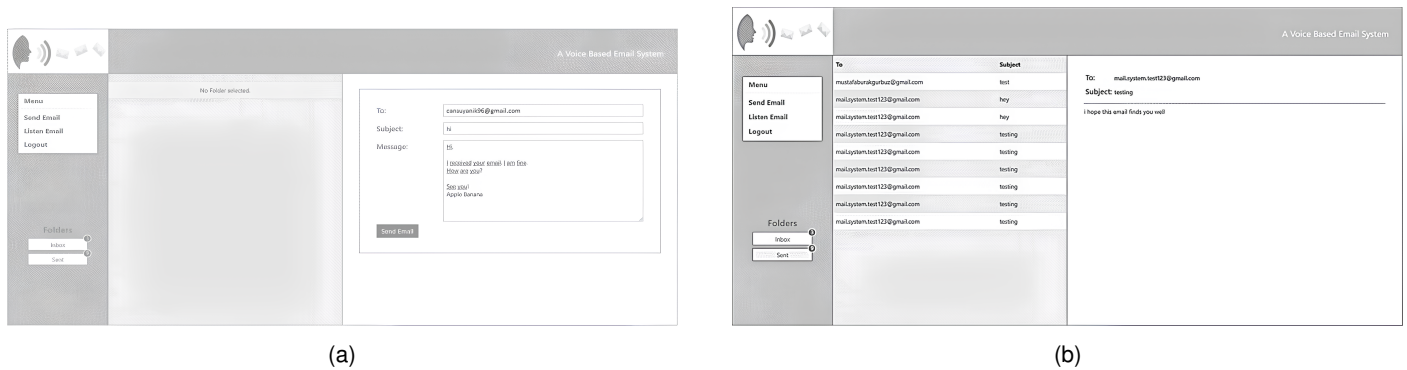 A Voice Based Email System
No Folder selected.
Menu
Send Email
Listen Email
Logout
Folders
Inbox
Sent
To: cansuyanik96@gmail.com
Subject: hi
Message: Hi,
I received your email. I am fine.
How are you?
See you!
Apple Banana
Send Email
(a)
A Voice Based Email System
Menu
Send Email
Listen Email
Logout
Folders
Inbox
Sent
To Subject
mustafaburakgurbuz@gmail.com test
mail.system.test123@gmail.com hey
mail.system.test123@gmail.com hey
mail.system.test123@gmail.com testing
mail.system.test123@gmail.com testing
mail.system.test123@gmail.com testing
mail.system.test123@gmail.com testing
mail.system.test123@gmail.com testing
mail.system.test123@gmail.com testing
To: mail.system.test123@gmail.com
Subject: testing
i hope this email finds you well
(b)